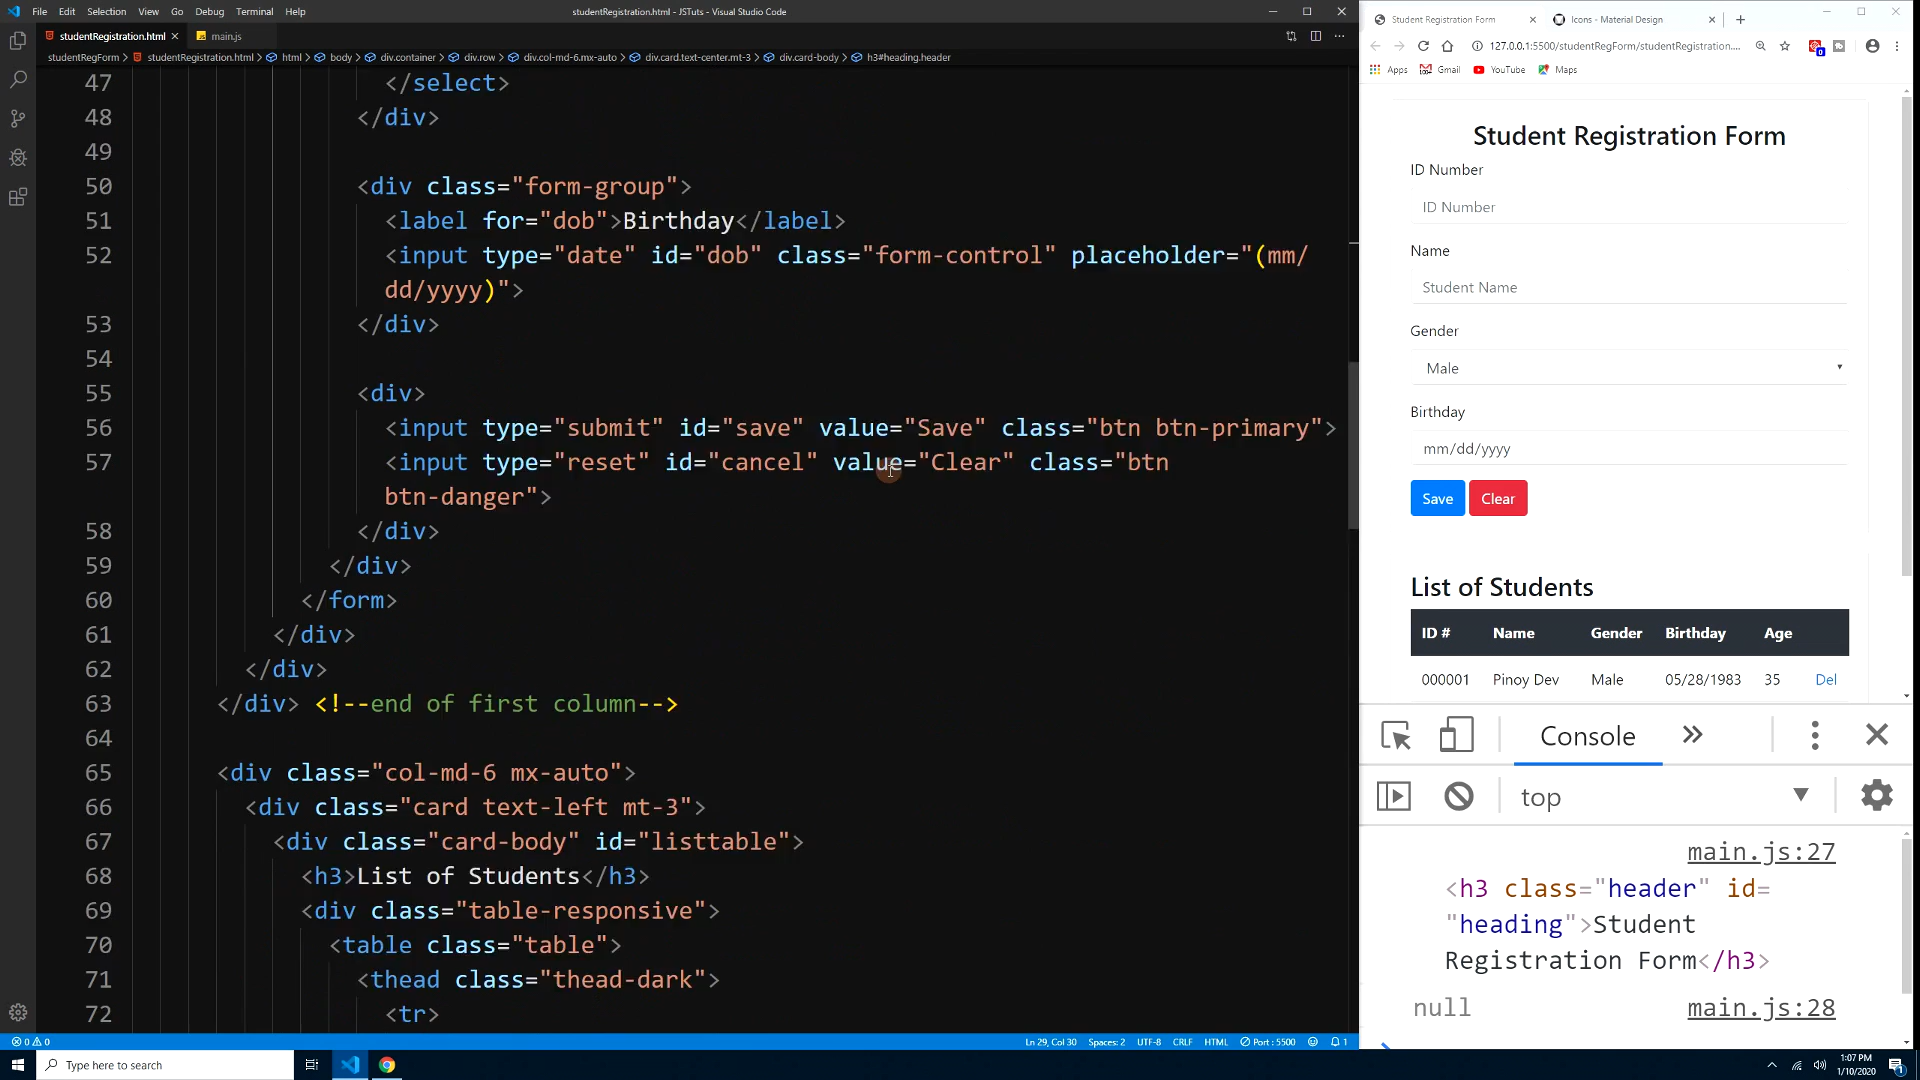 File Edit Selection View Go Debug Terminal Help
studentRegistration.html - JSTuts - Visual Studio Code
studentRegistration.html
main.js
studentRegForm > studentRegistration.html > html > body > div.container > div.row > div.col-md-6.mx-auto > div.card.text-center.mt-3 > div.card-body > h3#heading.header
47 </select>
48 </div>
49
50 <div class="form-group">
51 <label for="dob">Birthday</label>
52 <input type="date" id="dob" class="form-control" placeholder="(mm/
dd/yyyy)">
53 </div>
54
55 <div>
56 <input type="submit" id="save" value="Save" class="btn btn-primary">
57 <input type="reset" id="cancel" value="Clear" class="btn
btn-danger">
58 </div>
59 </div>
60 </form>
61 </div>
62 </div>
63 </div> <!--end of first column-->
64
65 <div class="col-md-6 mx-auto">
66 <div class="card text-left mt-3">
67 <div class="card-body" id="listtable">
68 <h3>List of Students</h3>
69 <div class="table-responsive">
70 <table class="table">
71 <thead class="thead-dark">
72 <tr>
0 0
Ln 29, Col 30 Spaces: 2 UTF-8 CRLF HTML Port : 5500 1
Student Registration Form
Icons - Material Design
127.0.0.1:5500/studentRegForm/studentRegistration....
0
Apps Gmail YouTube Maps
Student Registration Form
ID Number
ID Number
Name
Student Name
Gender
Male
Birthday
mm/dd/yyyy
Save Clear
List of Students
ID # Name Gender Birthday Age
000001 Pinoy Dev Male 05/28/1983 35 Del
Console
top
main.js:27
<h3 class="header" id=
"heading">Student
Registration Form</h3>
null main.js:28
Type here to search
1:07 PM
1/10/2020
1